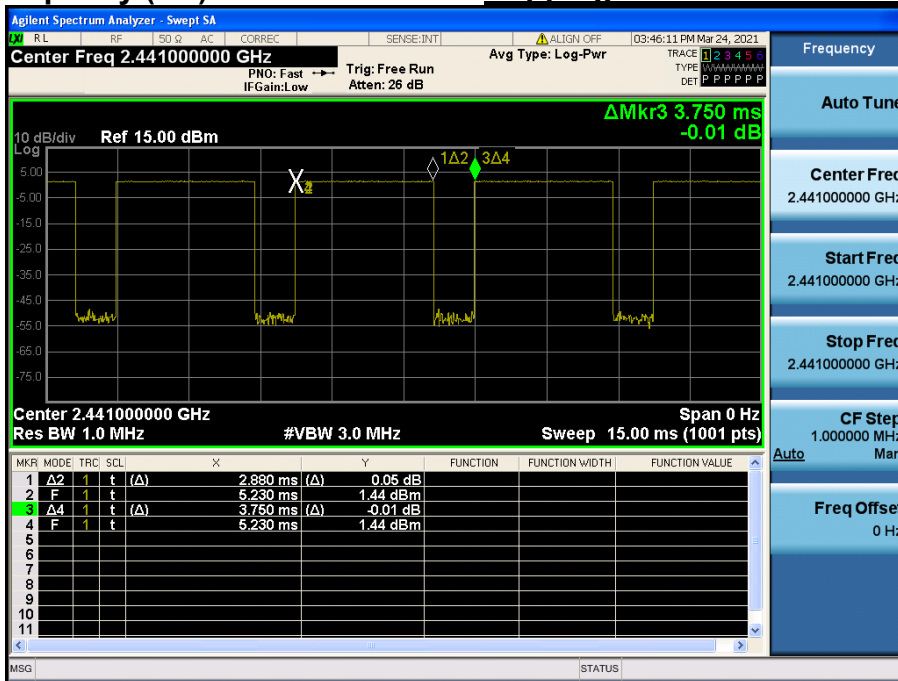 Agilent Spectrum Analyzer - Swept SA
LXI RL RF 50 Ω AC CORREC SENSE:INT ALIGN OFF 03:46:11 PM Mar 24, 2021
Center Freq 2.441000000 GHz
PNO: Fast
IFGain:Low
Trig: Free Run
Atten: 26 dB
Avg Type: Log-Pwr
TRACE 1 2 3 4 5 6
TYPE
DET P P P P P P
ΔMkr3 3.750 ms
-0.01 dB
10 dB/div Ref 15.00 dBm
Log
1Δ2 3Δ4
5.00
-5.00
-15.0
-25.0
-35.0
-45.0
-55.0
-65.0
-75.0
Center 2.441000000 GHz Span 0 Hz
Res BW 1.0 MHz #VBW 3.0 MHz Sweep 15.00 ms (1001 pts)
MKR MODE TRC SCL X Y FUNCTION FUNCTION WIDTH FUNCTION VALUE
1 Δ2 1 t (Δ) 2.880 ms (Δ) 0.05 dB
2 F 1 t 5.230 ms 1.44 dBm
3 Δ4 1 t (Δ) 3.750 ms (Δ) -0.01 dB
4 F 1 t 5.230 ms 1.44 dBm
5
6
7
8
9
10
11
MSG STATUS
Frequency
Auto Tune
Center Freq
2.441000000 GHz
Start Freq
2.441000000 GHz
Stop Freq
2.441000000 GHz
CF Step
1.000000 MHz
Auto Man
Freq Offset
0 Hz